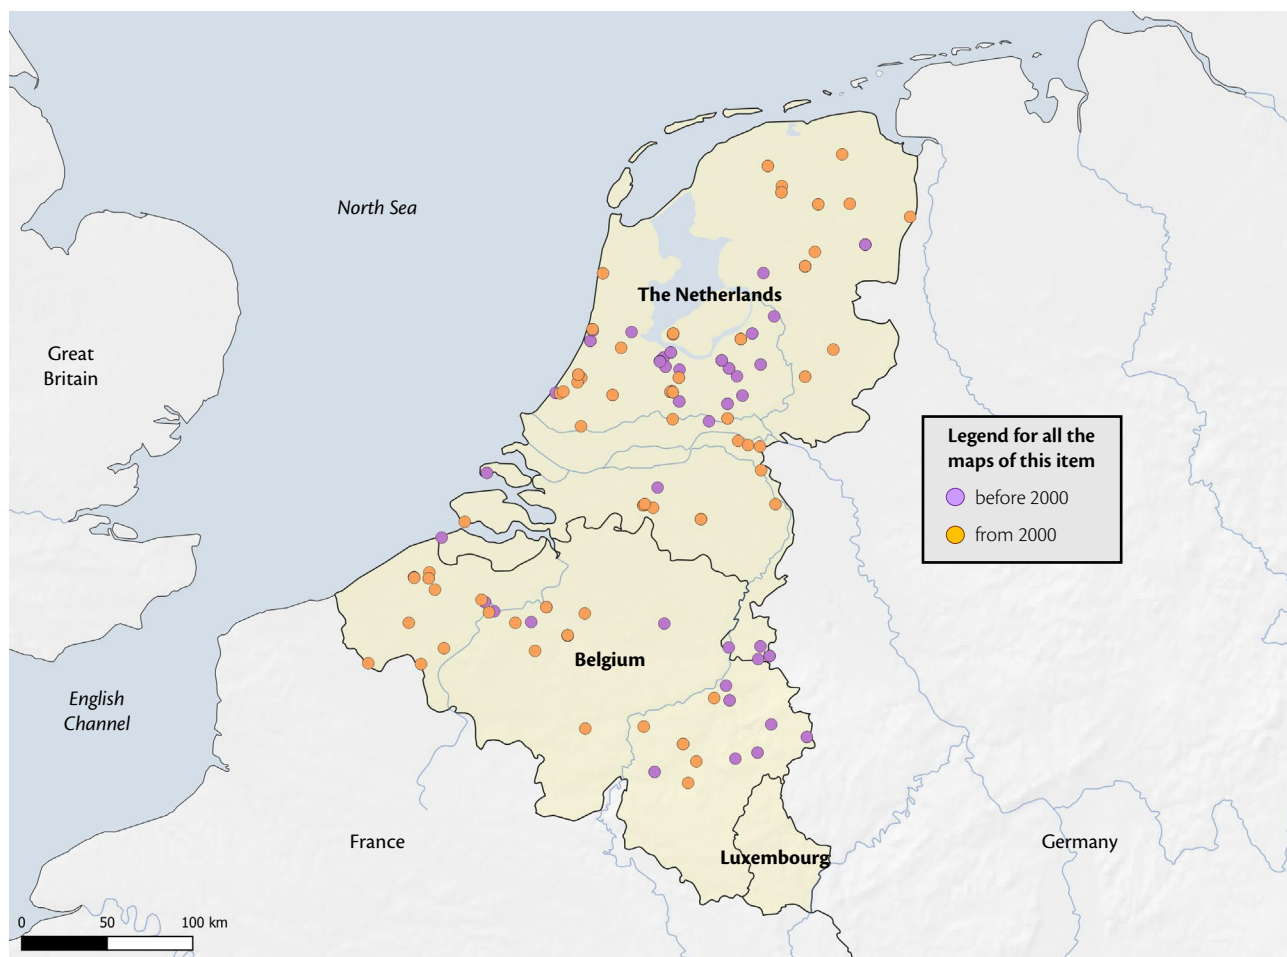 North Sea
The Netherlands
Great
Britain
Legend for all the
maps of this item
before 2000
from 2000
Belgium
English
Channel
France
Luxembourg
Germany
0 50 100 km